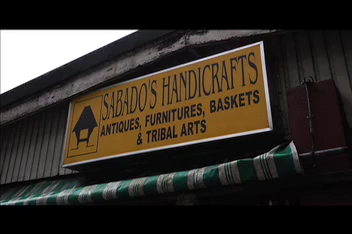 SABADO'S HANDICRAFTS
ANTIQUES, FURNITURES, BASKETS
& TRIBAL ARTS